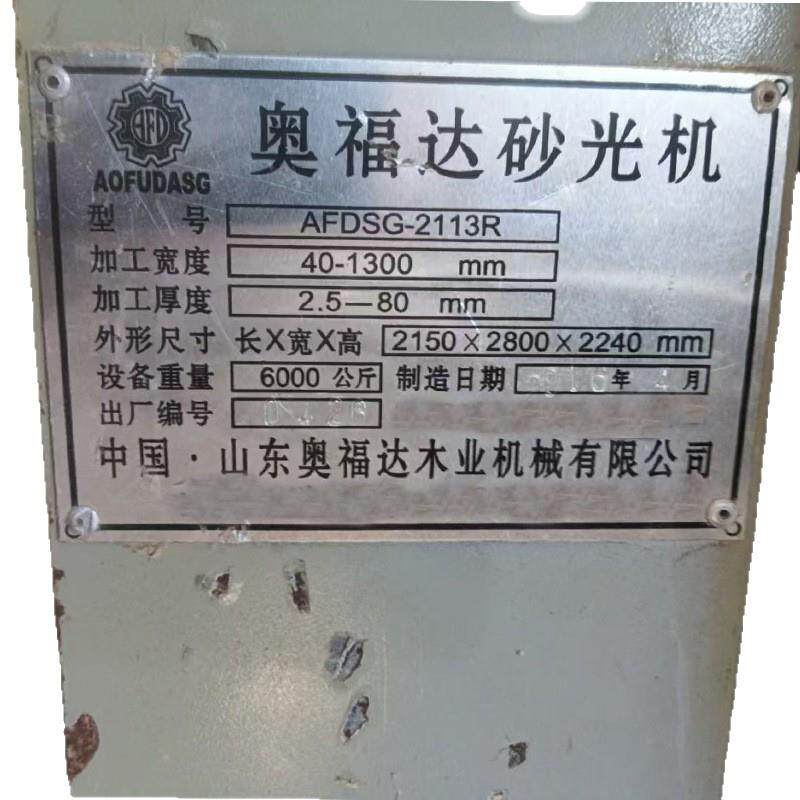 AFD
AOFUDASG
奥福达砂光机
型 号 AFDSG-2113R
加工宽度 40-1300 mm
加工厚度 2.5—80 mm
外形尺寸 长X宽X高 2150×2800×2240 mm
设备重量 6000 公斤 制造日期 年 月
出厂编号
中国·山东奥福达木业机械有限公司